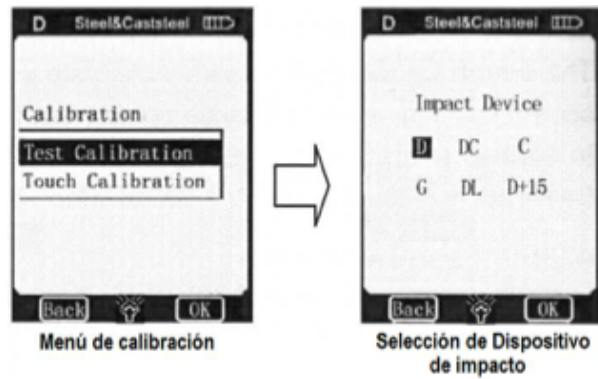 D Steel&Caststeel
Calibration
Test Calibration
Touch Calibration
Back OK
Menú de calibración
D Steel&Caststeel
Impact Device
D DC C
G DL D+15
Back OK
Selección de Dispositivo
de impacto